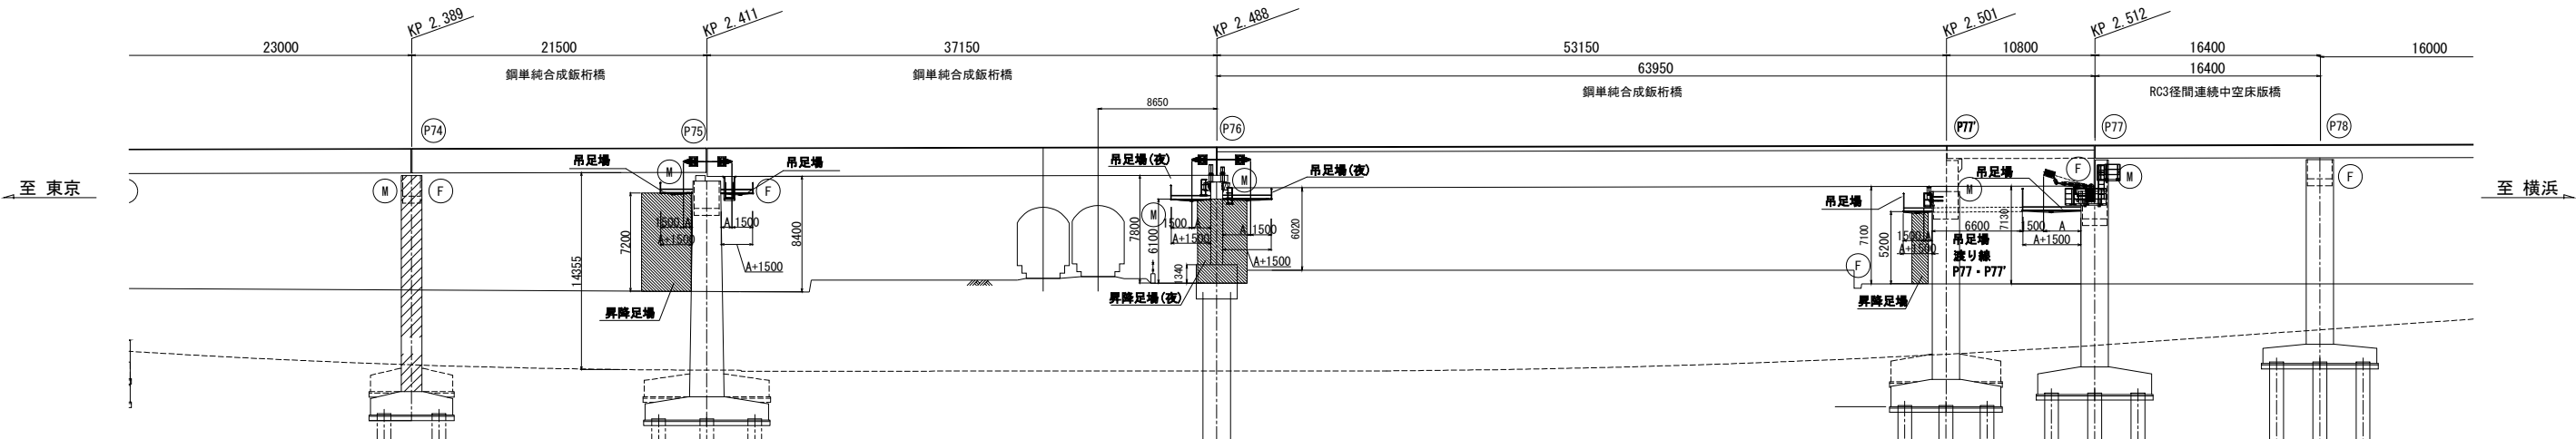 KP 2.389
KP 2.411
KP 2.488
KP 2.501
KP 2.512
23000
21500
37150
53150
10800
16400
16000
63950
16400
鋼単純合成鈑桁橋
鋼単純合成鈑桁橋
鋼単純合成鈑桁橋
RC3径間連続中空床版橋
8650
P74
P75
P76
P77'
P77
P78
至 東京
至 横浜
M
F
吊足場
M
吊足場
F
1500
A
A+1500
A
1500
A+1500
7200
8400
14355
昇降足場
吊足場(夜)
M
吊足場(夜)
M
1500
A
A+1500
A
1500
A+1500
7800
6100
1340
6020
昇降足場(夜)
吊足場
M
吊足場
F
M
F
F
7100
5200
1500
A
A+1500
6600
7130
1500
A
A+1500
吊足場
渡り線
P77・P77'
昇降足場